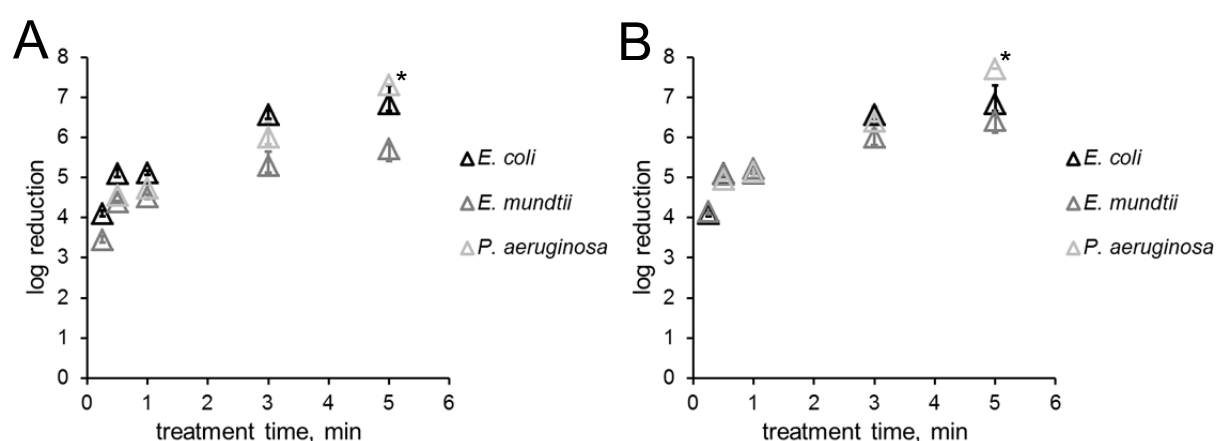 A
8
7
6
5
4
3
2
1
0
log reduction
0 1 2 3 4 5 6
treatment time, min
*
E. coli
E. mundtii
P. aeruginosa
B
8
7
6
5
4
3
2
1
0
log reduction
0 1 2 3 4 5 6
treatment time, min
*
E. coli
E. mundtii
P. aeruginosa